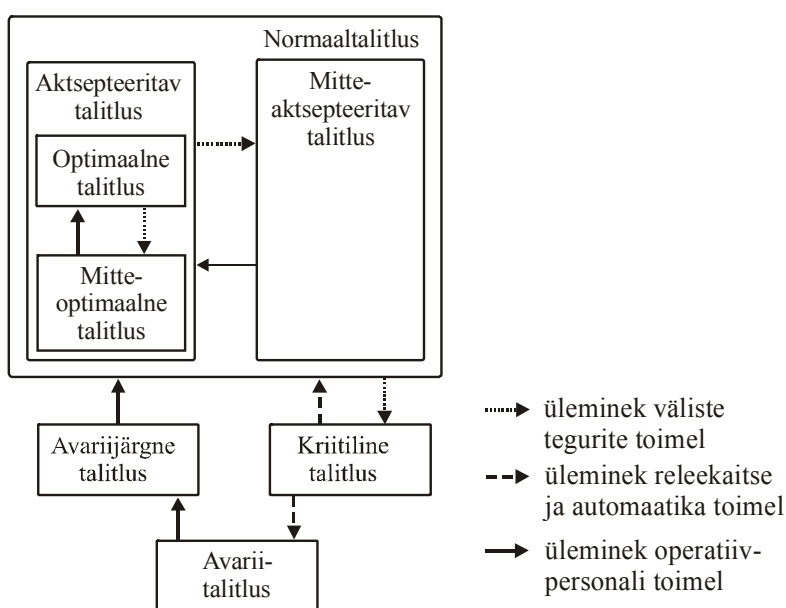 Normaaltalitlus
Aktsepteeritav
talitlus
Optimaalne
talitlus
Mitte-
optimaalne
talitlus
Mitte-
aktsepteeritav
talitlus
Avariijärgne
talitlus
Kriitiline
talitlus
Avarii-
talitlus
üleminek väliste
tegurite toimel
üleminek releekaitse
ja automaatika toimel
üleminek operatiiv-
personali toimel